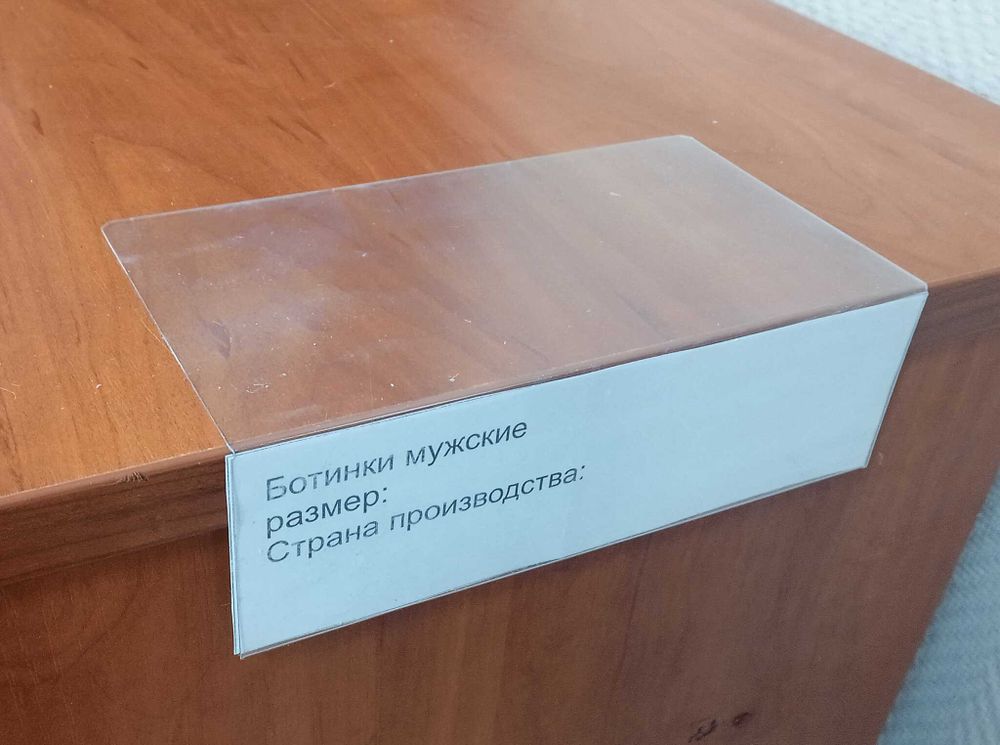 Ботинки мужские
размер:
Страна производства: